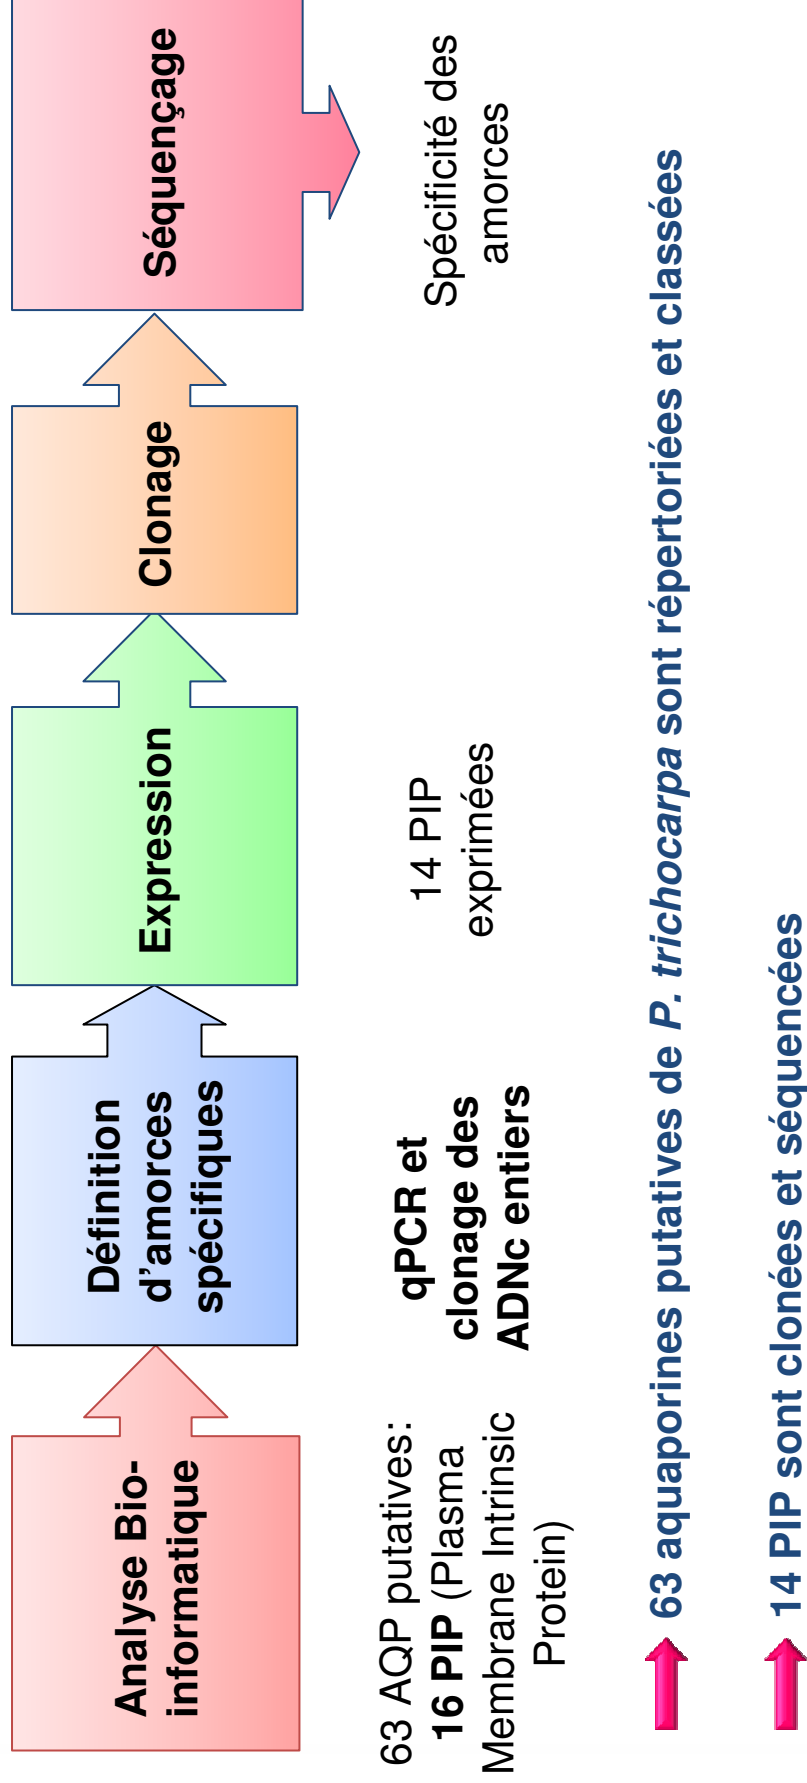 Analyse Bio-
informatique
Définition
d'amorces
spécifiques
Expression
Clonage
Séquençage
63 AQP putatives:
16 PIP (Plasma
Membrane Intrinsic
Protein)
qPCR et
clonage des
ADNc entiers
14 PIP
exprimées
Spécificité des
amorces
63 aquaporines putatives de P. trichocarpa sont répertoriées et classées
14 PIP sont clonées et séquencées